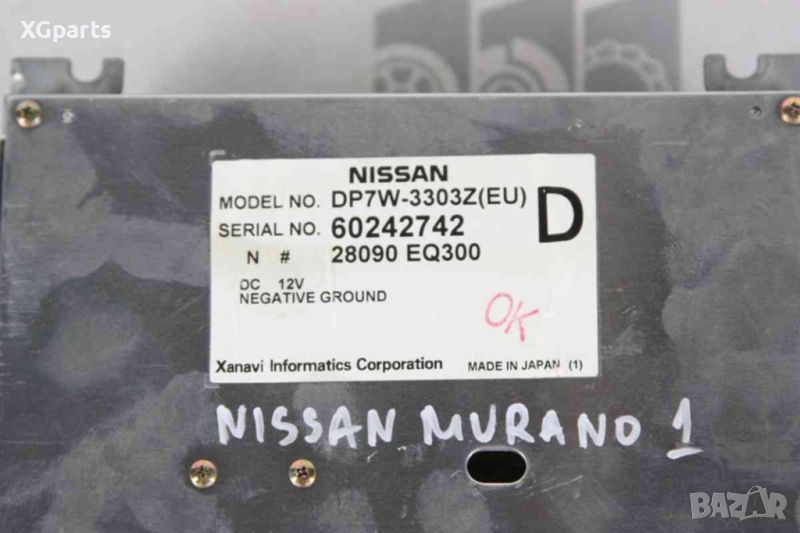 XGparts
NISSAN
MODEL NO. DP7W-3303Z(EU)
D
SERIAL NO. 60242742
N # 28090 EQ300
DC 12V
NEGATIVE GROUND
OK
Xanavi Informatics Corporation MADE IN JAPAN (1)
NISSAN MURANO 1
BAZAR